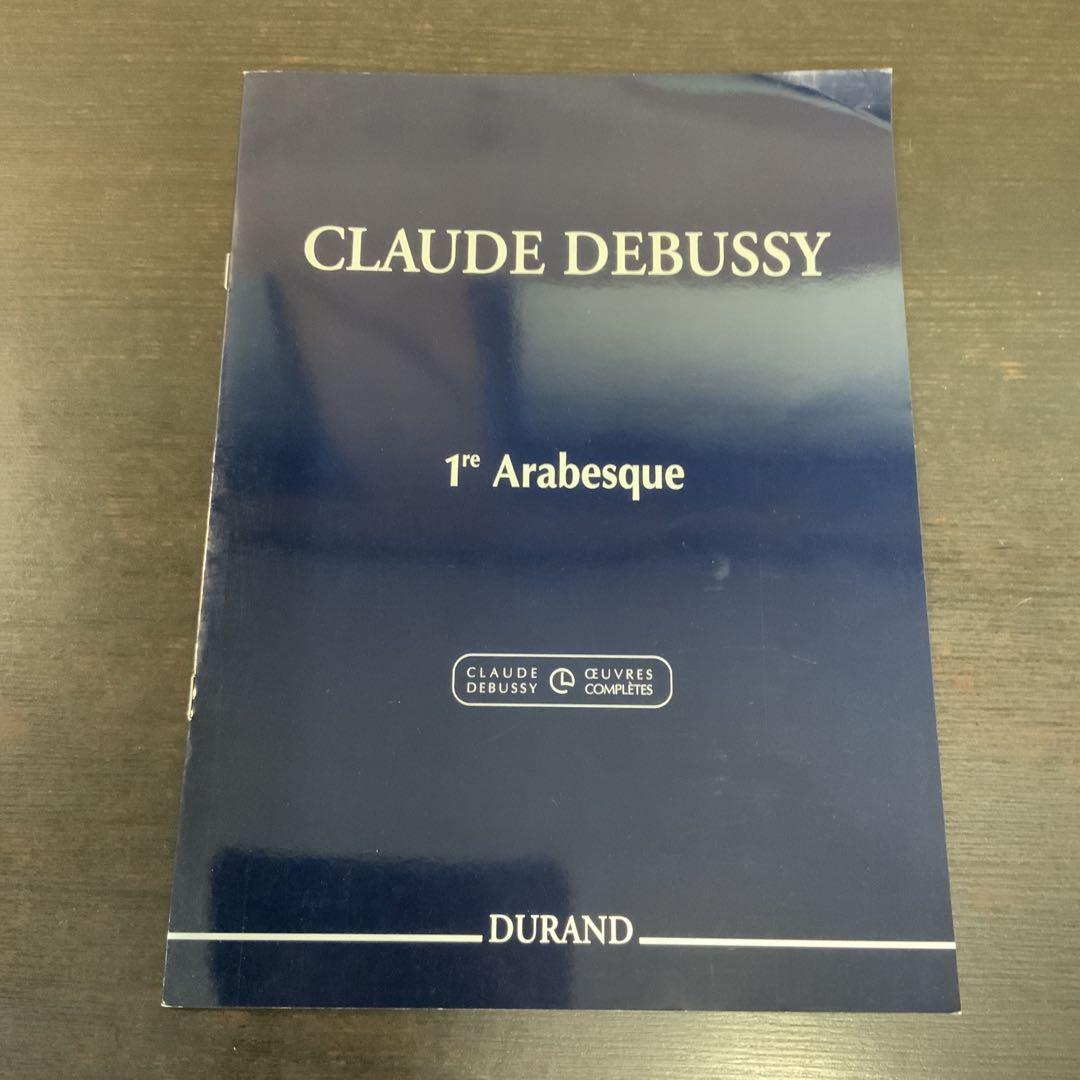 CLAUDE DEBUSSY
1re Arabesque
CLAUDE DEBUSSY
ŒUVRES COMPLÈTES
DURAND